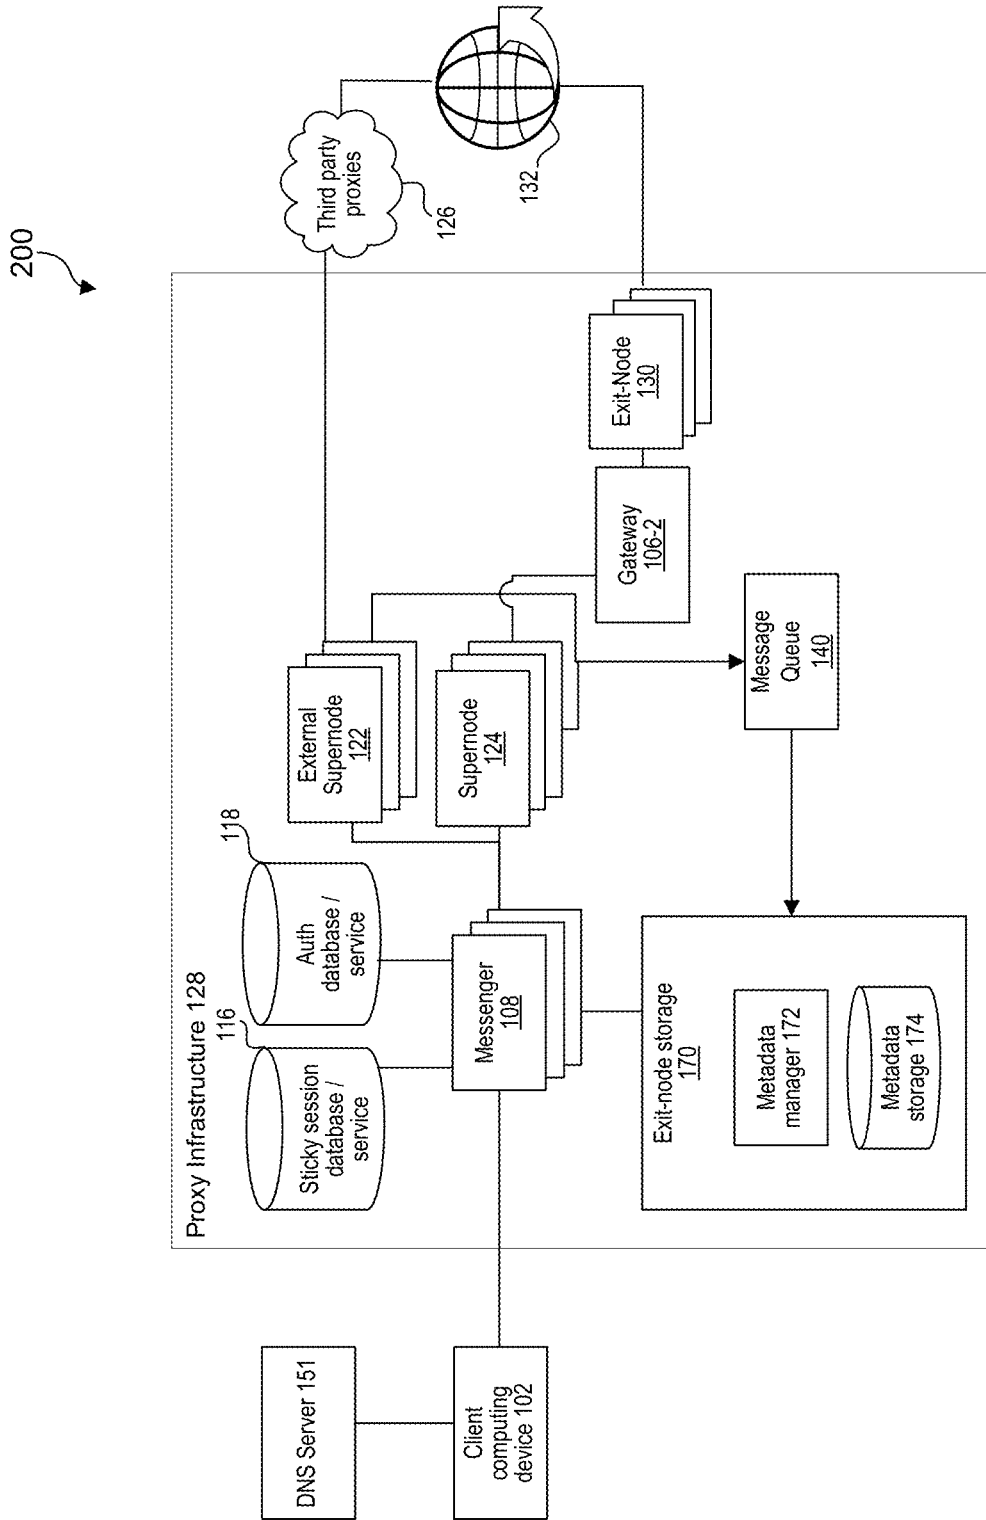 200
Proxy Infrastructure 128
DNS Server 151
Client
computing
device 102
116
Sticky session
database /
service
118
Auth
database /
service
Messenger
108
External
Supernode
122
Supernode
124
Third party
proxies
126
132
Gateway
106-2
Exit-Node
130
Message
Queue
140
Exit-node storage
170
Metadata
manager 172
Metadata
storage 174